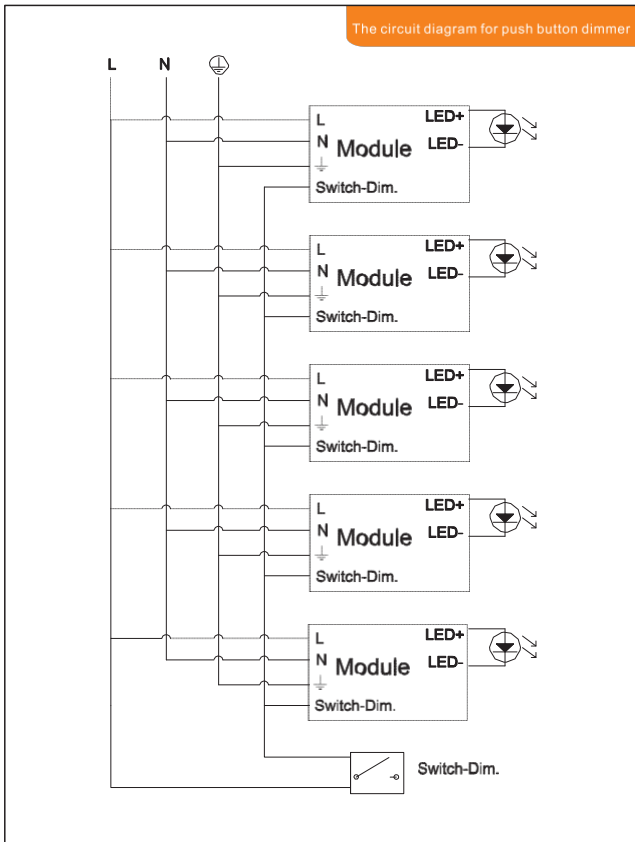 The circuit diagram for push button dimmer
L N
L LED+
N Module LED-
Switch-Dim.
L LED+
N Module LED-
Switch-Dim.
L LED+
N Module LED-
Switch-Dim.
L LED+
N Module LED-
Switch-Dim.
L LED+
N Module LED-
Switch-Dim.
Switch-Dim.